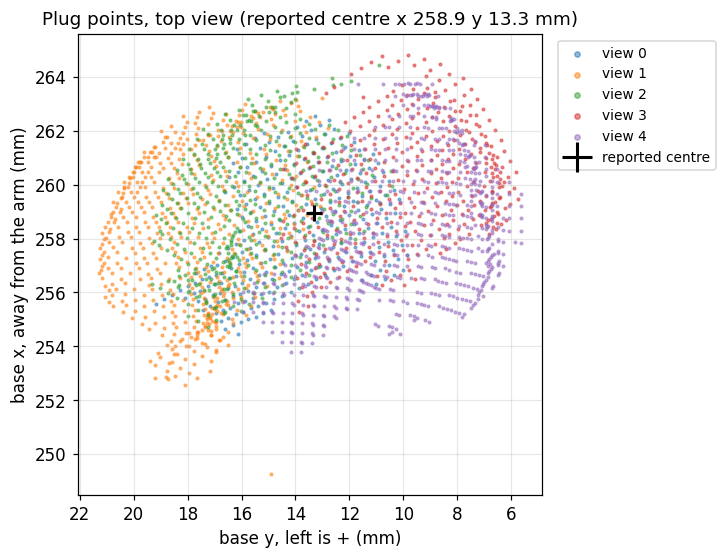 Plug points, top view (reported centre x 258.9 y 13.3 mm)
view 0
view 1
view 2
view 3
view 4
reported centre
264
262
260
258
256
254
252
250
base x, away from the arm (mm)
22 20 18 16 14 12 10 8 6
base y, left is + (mm)